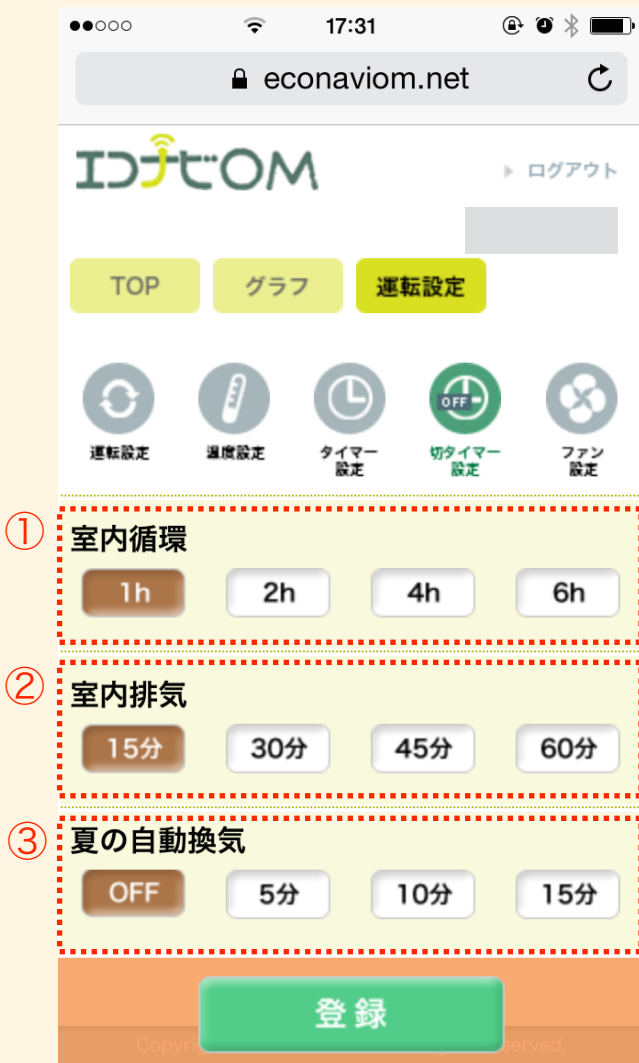 17:31
econaviom.net
エコナビOM
ログアウト
TOP グラフ 運転設定
運転設定 温度設定 タイマー設定 切タイマー設定 ファン設定
OFF
① 室内循環
1h 2h 4h 6h
② 室内排気
15分 30分 45分 60分
③ 夏の自動換気
OFF 5分 10分 15分
登録